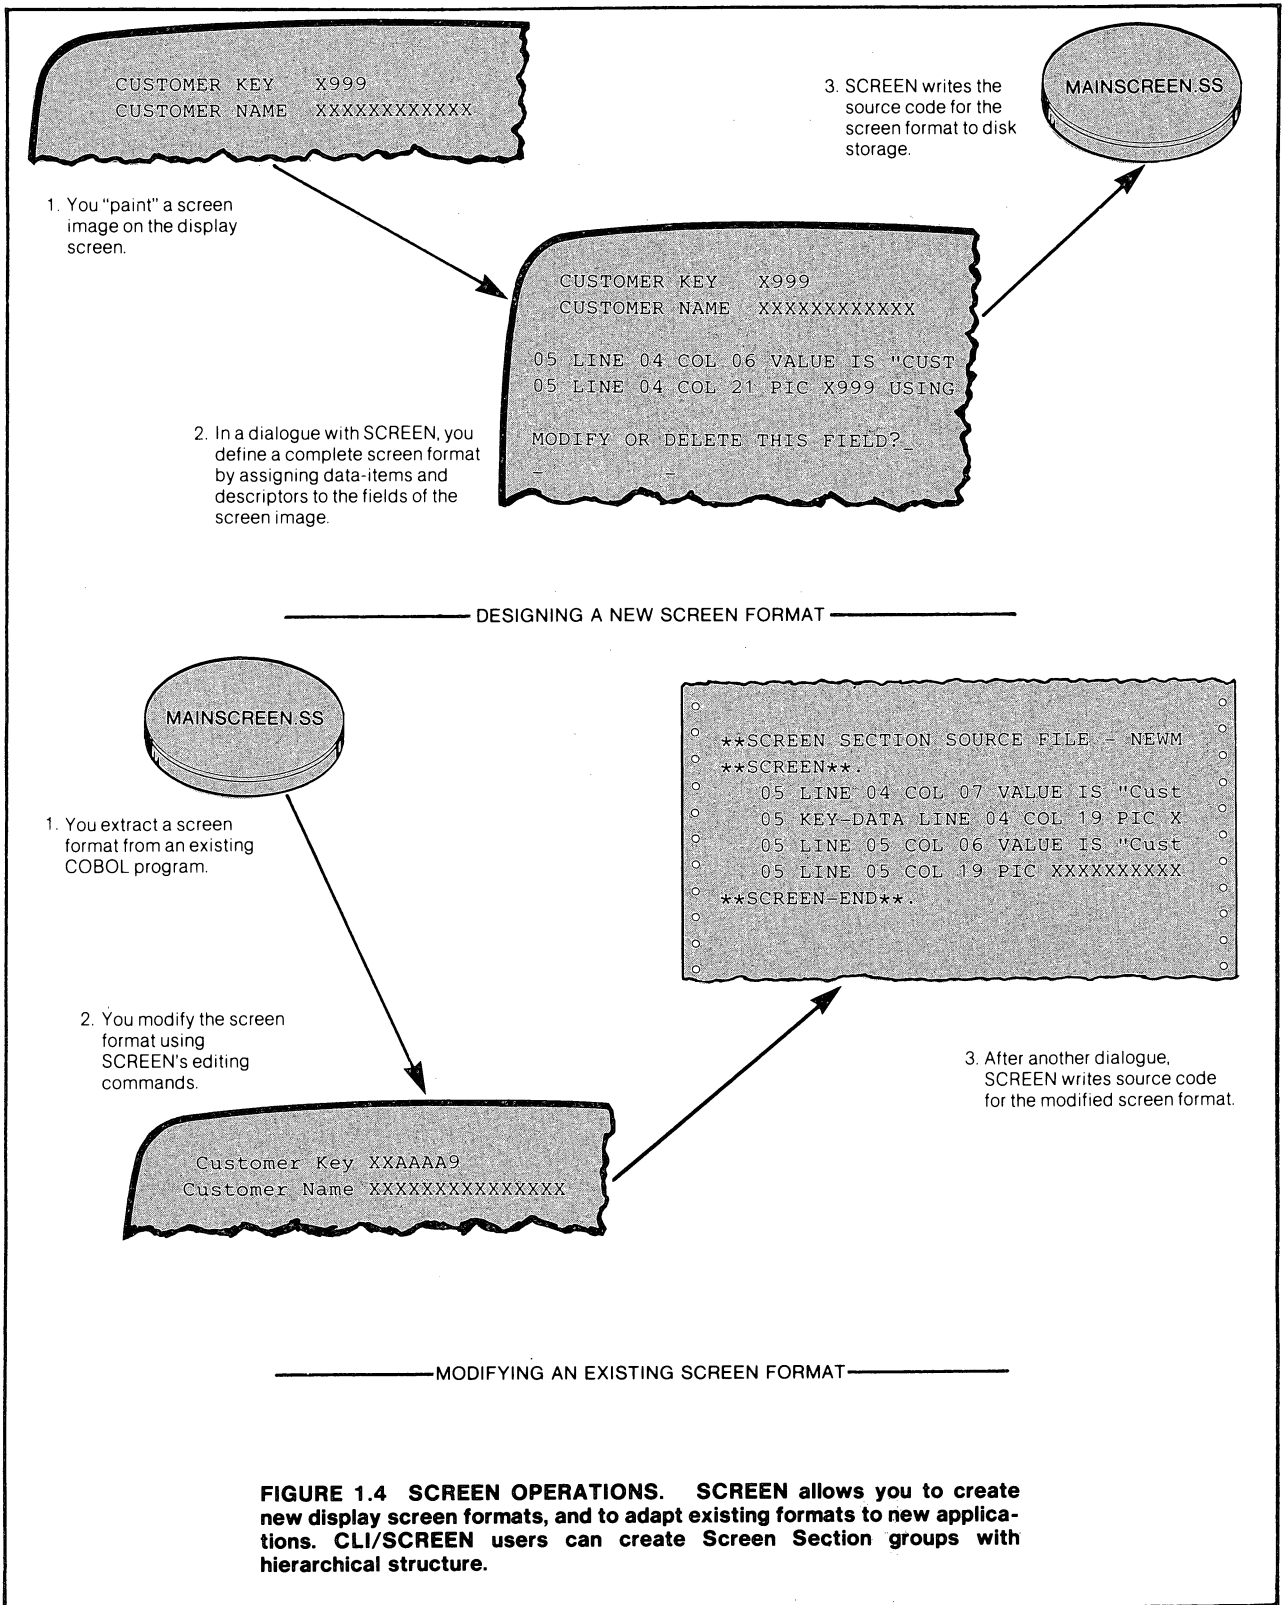 CUSTOMER KEY X999
CUSTOMER NAME XXXXXXXXXXXX
1. You "paint" a screen
image on the display
screen.
3. SCREEN writes the
source code for the
screen format to disk
storage.
MAINSCREEN.SS
CUSTOMER KEY X999
CUSTOMER NAME XXXXXXXXXXXX
05 LINE 04 COL 06 VALUE IS "CUST
05 LINE 04 COL 21 PIC X999 USING
MODIFY OR DELETE THIS FIELD?_
2. In a dialogue with SCREEN, you
define a complete screen format
by assigning data-items and
descriptors to the fields of the
screen image.
DESIGNING A NEW SCREEN FORMAT
MAINSCREEN.SS
1. You extract a screen
format from an existing
COBOL program.
**SCREEN SECTION SOURCE FILE - NEWM
**SCREEN**.
05 LINE 04 COL 07 VALUE IS "Cust
05 KEY-DATA LINE 04 COL 19 PIC X
05 LINE 05 COL 06 VALUE IS "Cust
05 LINE 05 COL 19 PIC XXXXXXXXXX
**SCREEN-END**.
2. You modify the screen
format using
SCREEN's editing
commands.
3. After another dialogue,
SCREEN writes source code
for the modified screen format.
Customer Key XXAAAA9
Customer Name XXXXXXXXXXXXXXX
MODIFYING AN EXISTING SCREEN FORMAT
FIGURE 1.4 SCREEN OPERATIONS. SCREEN allows you to create
new display screen formats, and to adapt existing formats to new applica-
tions. CLI/SCREEN users can create Screen Section groups with
hierarchical structure.